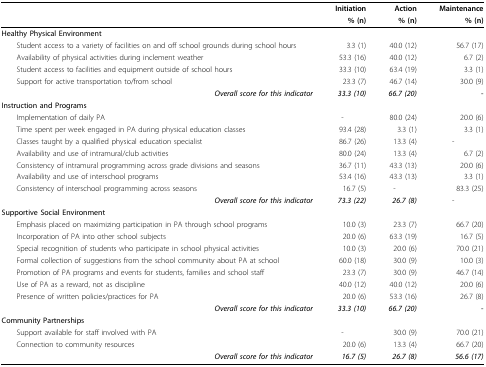 Initiation Action Maintenance
% (n) % (n) % (n)
Healthy Physical Environment
Student access to a variety of facilities on and off school grounds during school hours 3.3 (1) 40.0 (12) 56.7 (17)
Availability of physical activities during inclement weather 53.3 (16) 40.0 (12) 6.7 (2)
Student access to facilities and equipment outside of school hours 33.3 (10) 63.4 (19) 3.3 (1)
Support for active transportation to/from school 23.3 (7) 46.7 (14) 30.0 (9)
Overall score for this indicator 33.3 (10) 66.7 (20) -
Instruction and Programs
Implementation of daily PA - 80.0 (24) 20.0 (6)
Time spent per week engaged in PA during physical education classes 93.4 (28) 3.3 (1) 3.3 (1)
Classes taught by a qualified physical education specialist 86.7 (26) 13.3 (4) -
Availability and use of intramural/club activities 80.0 (24) 13.3 (4) 6.7 (2)
Consistency of intramural programming across grade divisions and seasons 36.7 (11) 43.3 (13) 20.0 (6)
Availability and use of interschool programs 53.4 (16) 43.3 (13) 3.3 (1)
Consistency of interschool programming across seasons 16.7 (5) - 83.3 (25)
Overall score for this indicator 73.3 (22) 26.7 (8) -
Supportive Social Environment
Emphasis placed on maximizing participation in PA through school programs 10.0 (3) 23.3 (7) 66.7 (20)
Incorporation of PA into other school subjects 20.0 (6) 63.3 (19) 16.7 (5)
Special recognition of students who participate in school physical activities 10.0 (3) 20.0 (6) 70.0 (21)
Formal collection of suggestions from the school community about PA at school 60.0 (18) 30.0 (9) 10.0 (3)
Promotion of PA programs and events for students, families and school staff 23.3 (7) 30.0 (9) 46.7 (14)
Use of PA as a reward, not as discipline 40.0 (12) 40.0 (12) 20.0 (6)
Presence of written policies/practices for PA 20.0 (6) 53.3 (16) 26.7 (8)
Overall score for this indicator 33.3 (10) 66.7 (20) -
Community Partnerships
Support available for staff involved with PA - 30.0 (9) 70.0 (21)
Connection to community resources 20.0 (6) 13.3 (4) 66.7 (20)
Overall score for this indicator 16.7 (5) 26.7 (8) 56.6 (17)